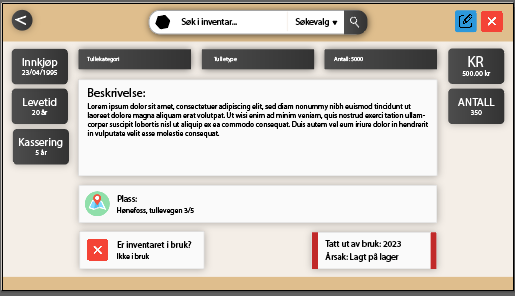 <
Søk i inventar...
Søkevalg ▾
Innkjøp
23/04/1995
Tullekategori
Tulletype
Antall: 5000
KR
500.00 kr
Levetid
20 år
Beskrivelse:
Lorem ipsum dolor sit amet, consectetuer adipiscing elit, sed diam nonummy nibh euismod tincidunt ut
laoreet dolore magna aliquam erat volutpat. Ut wisi enim ad minim veniam, quis nostrud exerci tation ullam-
corper suscipit lobortis nisl ut aliquip ex ea commodo consequat. Duis autem vel eum iriure dolor in hendrerit
in vulputate velit esse molestie consequat.
ANTALL
350
Kassering
5 år
Plass:
Hønefoss, tullevegen 3/5
Er inventaret i bruk?
Ikke i bruk
Tatt ut av bruk: 2023
Årsak: Lagt på lager